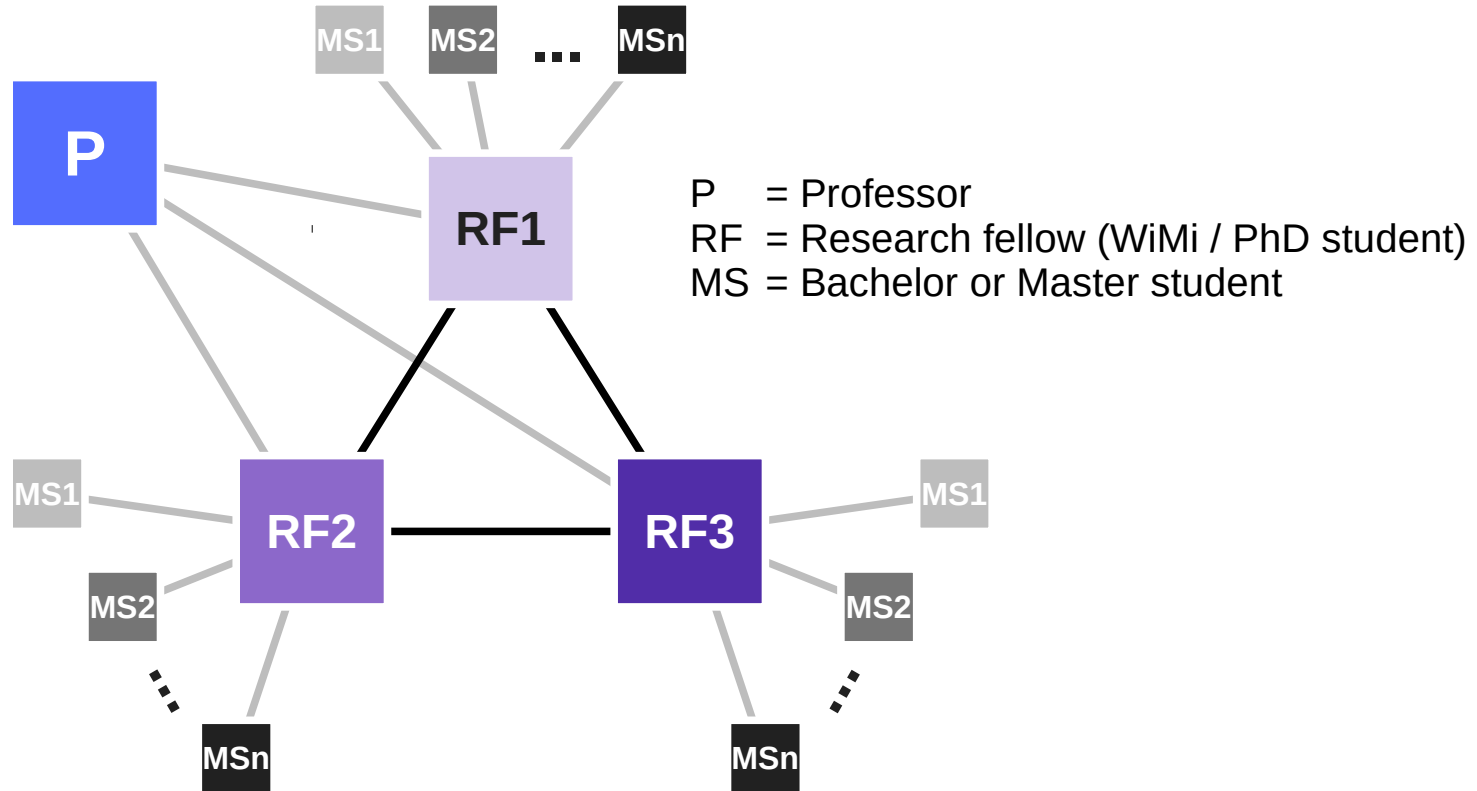 MS1 MS2 ... MSn
P
RF1
P = Professor
RF = Research fellow (WiMi / PhD student)
MS = Bachelor or Master student
MS1 RF2 RF3 MS1
MS2 MS2
MSn MSn